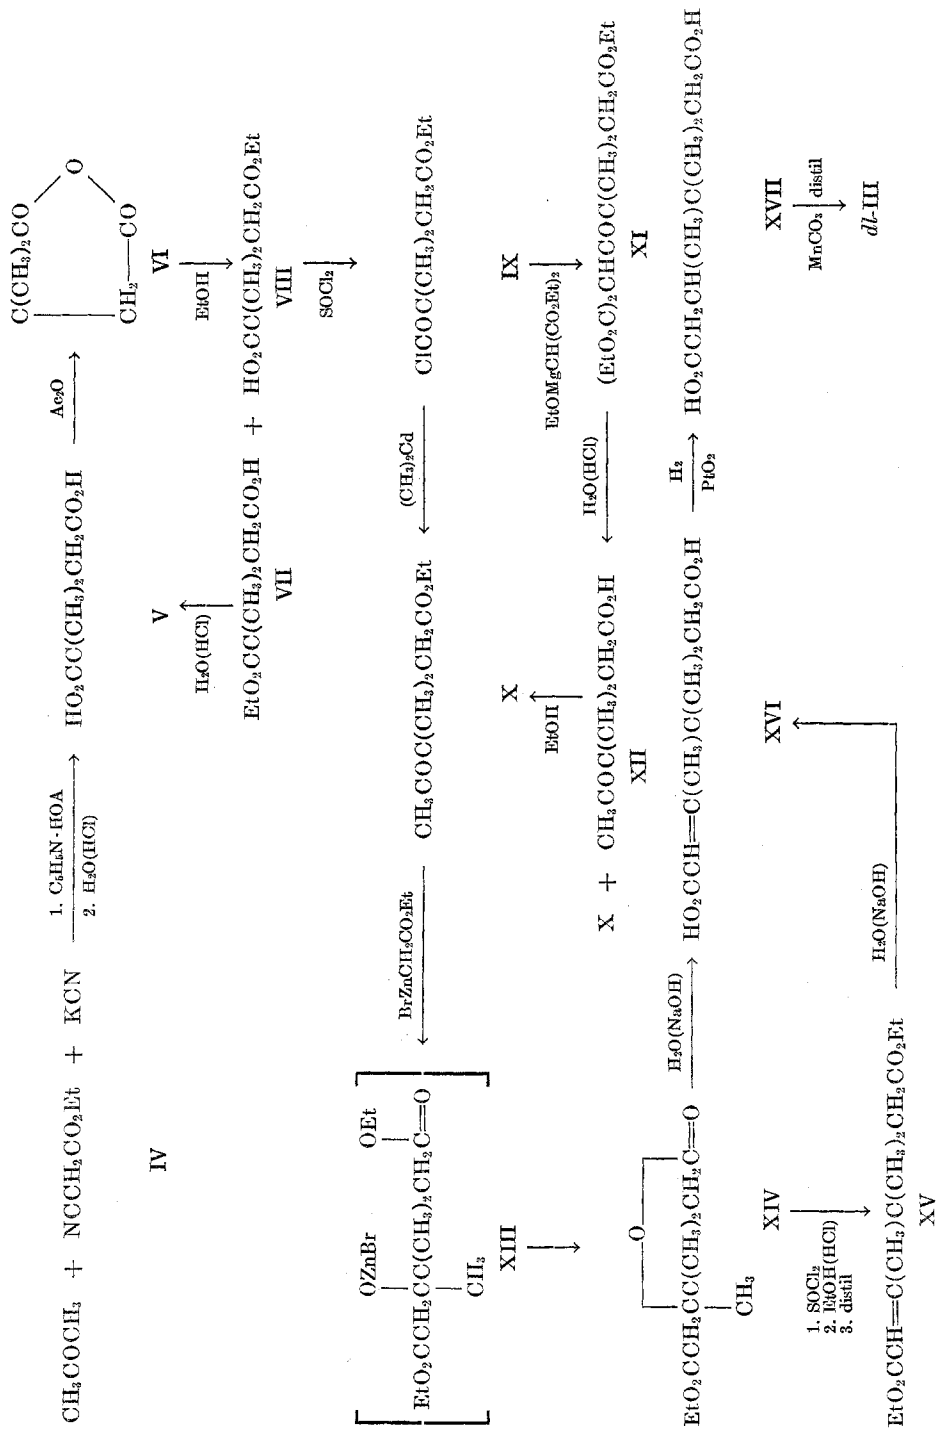 C(CH₃)₂CO
O
CH₂—CO
1. C₅H₅N-HOA
2. H₂O(HCl)
Ac₂O
CH₃COCH₃ + NCCH₂CO₂Et + KCN → HO₂CC(CH₃)₂CH₂CO₂H →
IV
V
VI
H₂O(HCl)
EtOH
EtO₂CC(CH₃)₂CH₂CO₂H + HO₂CC(CH₃)₂CH₂CO₂Et
VII
VIII
SOCl₂
OZnBr
OEt
BrZnCH₂CO₂Et
(CH₃)₂Cd
EtO₂CCH₂CC(CH₃)₂CH₂C=O ← CH₃COC(CH₃)₂CH₂CO₂Et ← ClCOC(CH₃)₂CH₂CO₂Et
CH₃
XIII
X
IX
EtOH
EtOMgCH(CO₂Et)₂
H₂O(HCl)
X + CH₃COC(CH₃)₂CH₂CO₂H ← (EtO₂C)₂CHCOC(CH₃)₂CH₂CO₂Et
XII
XI
O
H₂O(NaOH)
H₂
PtO₂
EtO₂CCH₂CC(CH₃)₂CH₂C=O → HO₂CCH=C(CH₃)C(CH₃)₂CH₂CO₂H → HO₂CCH₂CH(CH₃)C(CH₃)₂CH₂CO₂H
CH₃
XIV
XVI
XVII
1. SOCl₂
2. EtOH(HCl)
3. distil
MnCO₃
distil
H₂O(NaOH)
dl-III
EtO₂CCH=C(CH₃)C(CH₃)₂CH₂CO₂Et
XV